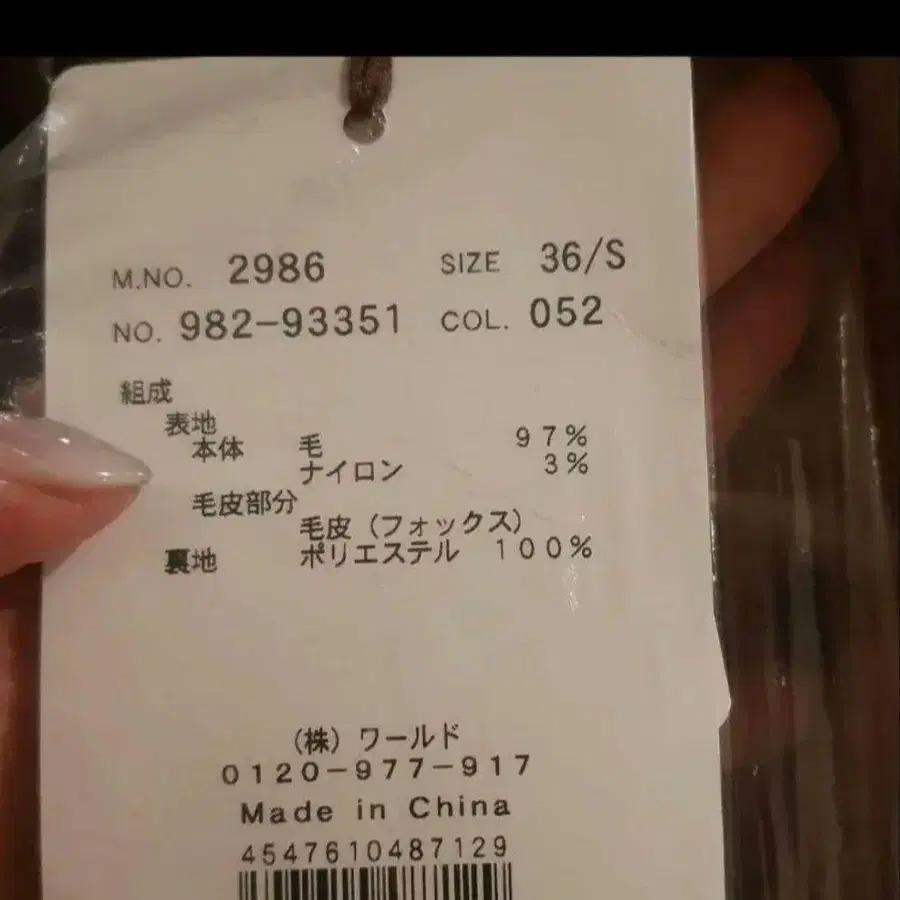 M.NO. 2986 SIZE 36/S
NO. 982-93351 COL. 052
組成
表地
本体 毛 97%
ナイロン 3%
毛皮部分
毛皮(フォックス)
裏地 ポリエステル 100%
(株)ワールド
0120-977-917
Made in China
4547610487129